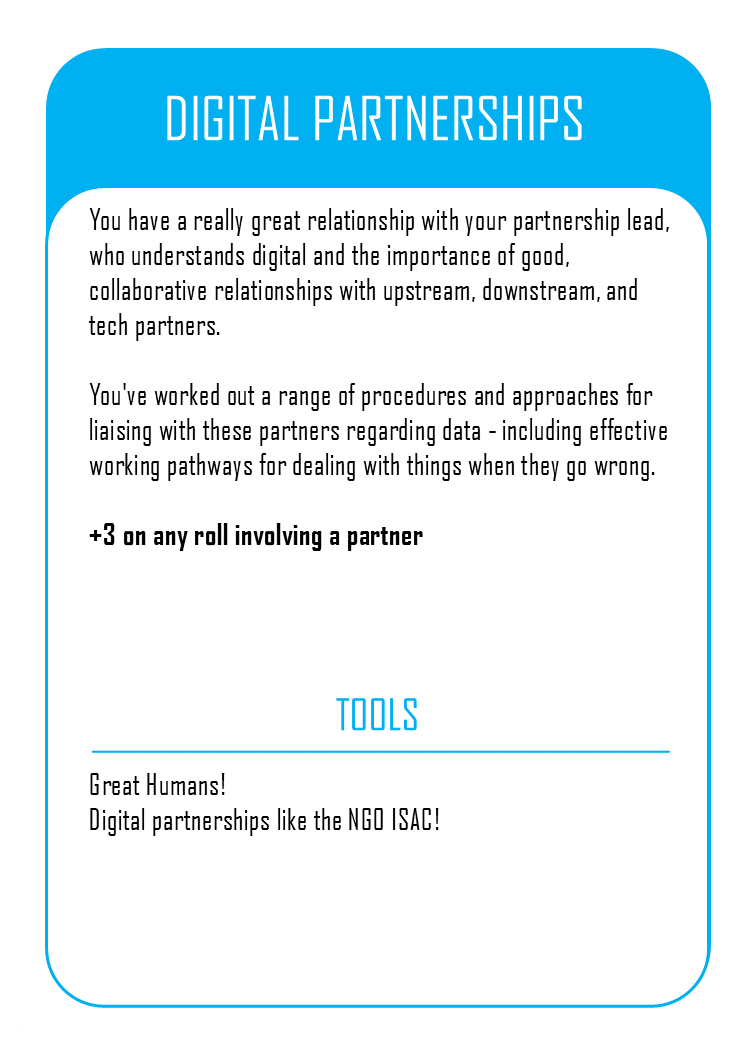 DIGITAL PARTNERSHIPS
You have a really great relationship with your partnership lead,
who understands digital and the importance of good,
collaborative relationships with upstream, downstream, and
tech partners.
You've worked out a range of procedures and approaches for
liaising with these partners regarding data - including effective
working pathways for dealing with things when they go wrong.
+3 on any roll involving a partner
TOOLS
Great Humans!
Digital partnerships like the NGO ISAC!